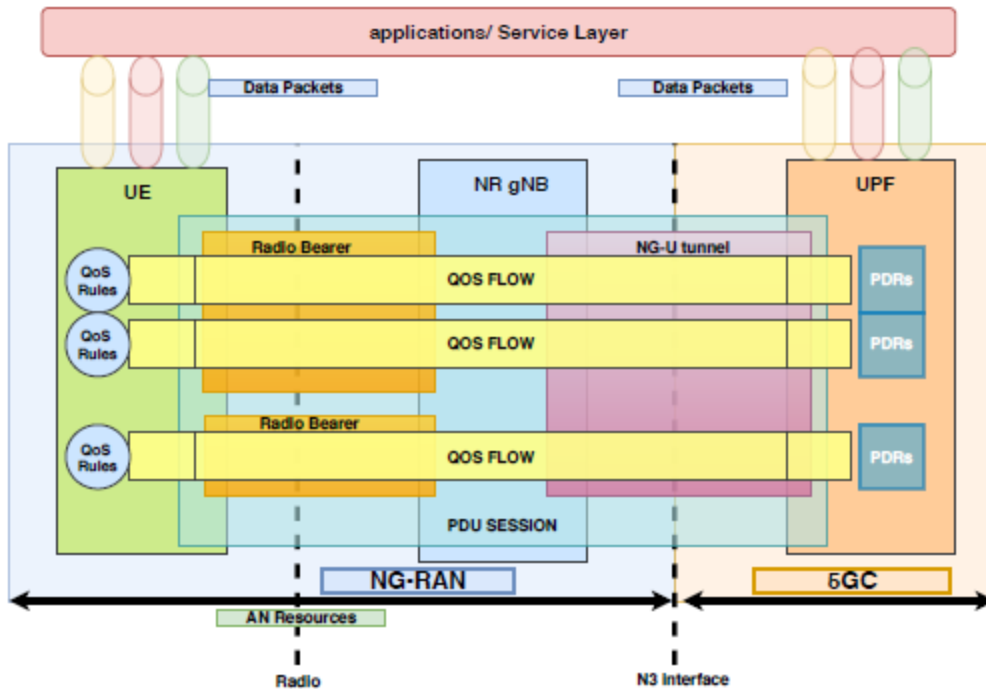 applications/ Service Layer
Data Packets
Data Packets
UE
NR gNB
UPF
Radio Bearer
NG-U tunnel
QoS
Rules
QOS FLOW
PDRs
QoS
Rules
QOS FLOW
PDRs
Radio Bearer
QoS
Rules
QOS FLOW
PDRs
PDU SESSION
NG-RAN
5GC
AN Resources
Radio
N3 Interface